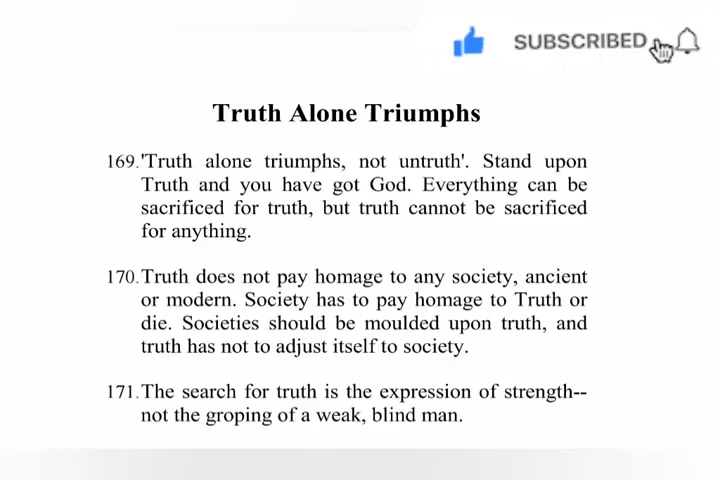 SUBSCRIBED
Truth Alone Triumphs
169.'Truth alone triumphs, not untruth'. Stand upon
Truth and you have got God. Everything can be
sacrificed for truth, but truth cannot be sacrificed
for anything.
170.Truth does not pay homage to any society, ancient
or modern. Society has to pay homage to Truth or
die. Societies should be moulded upon truth, and
truth has not to adjust itself to society.
171.The search for truth is the expression of strength--
not the groping of a weak, blind man.